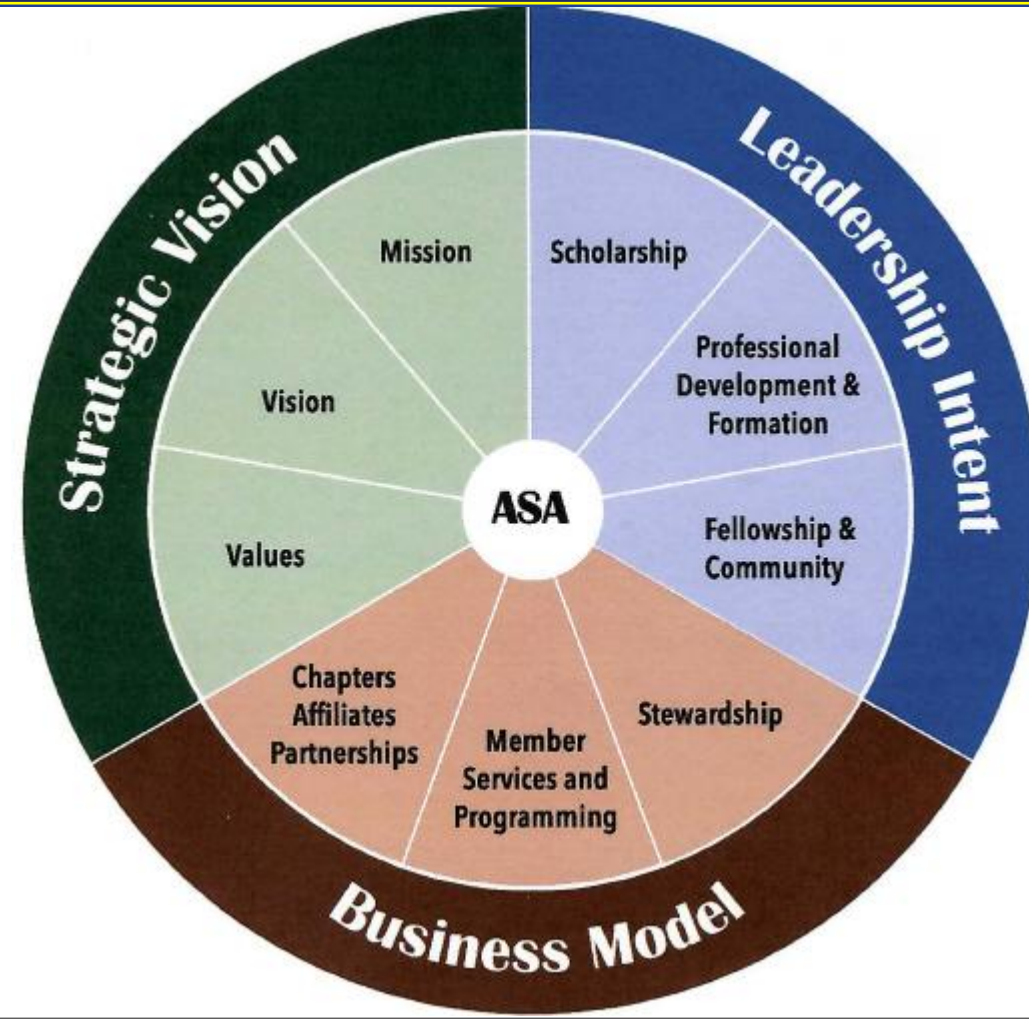 Strategic Vision
Leadership Intent
Mission
Scholarship
Professional
Development &
Formation
Vision
ASA
Fellowship &
Community
Values
Chapters
Affiliates
Partnerships
Member
Services and
Programming
Stewardship
Business Model